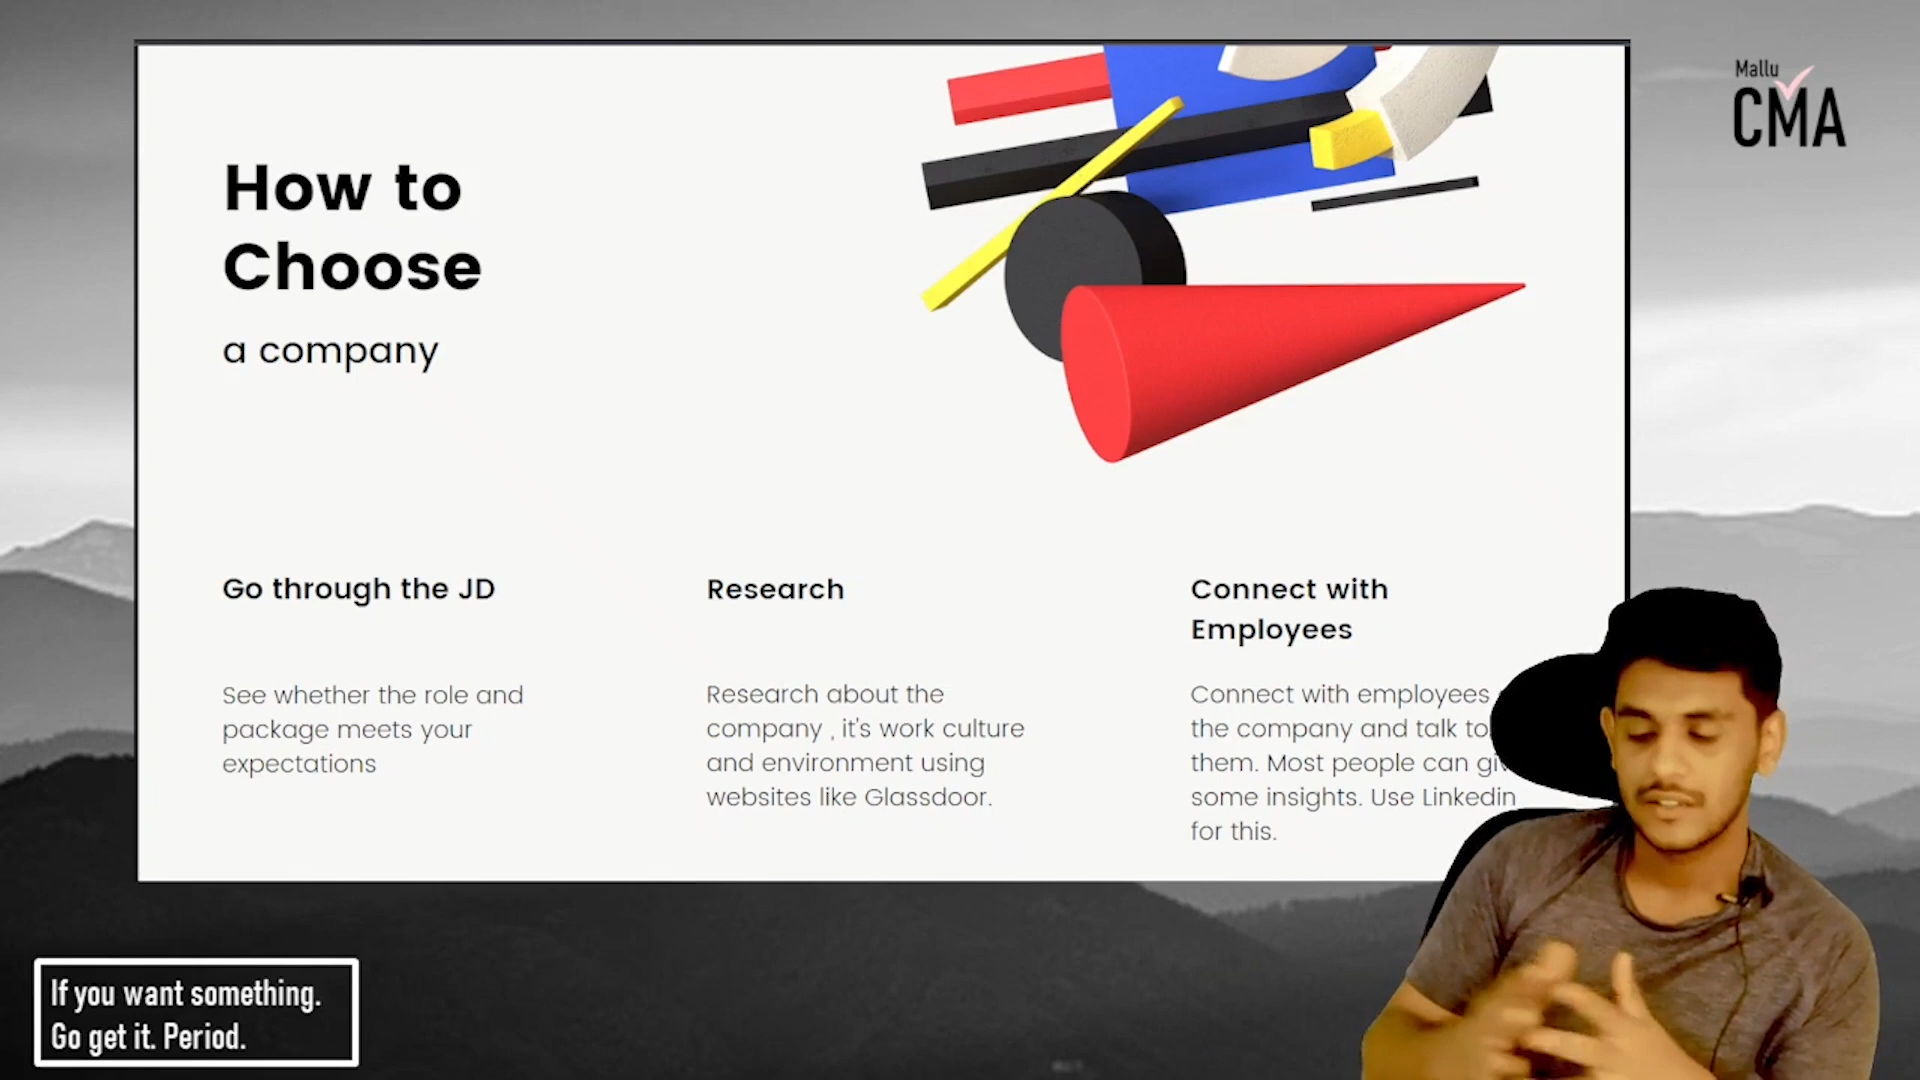 Mallu
CMA
How to
Choose
a company
Go through the JD
See whether the role and
package meets your
expectations
Research
Research about the
company , it's work culture
and environment using
websites like Glassdoor.
Connect with
Employees
Connect with employees
the company and talk to
them. Most people can
some insights. Use Linkedin
for this.
If you want something.
Go get it. Period.